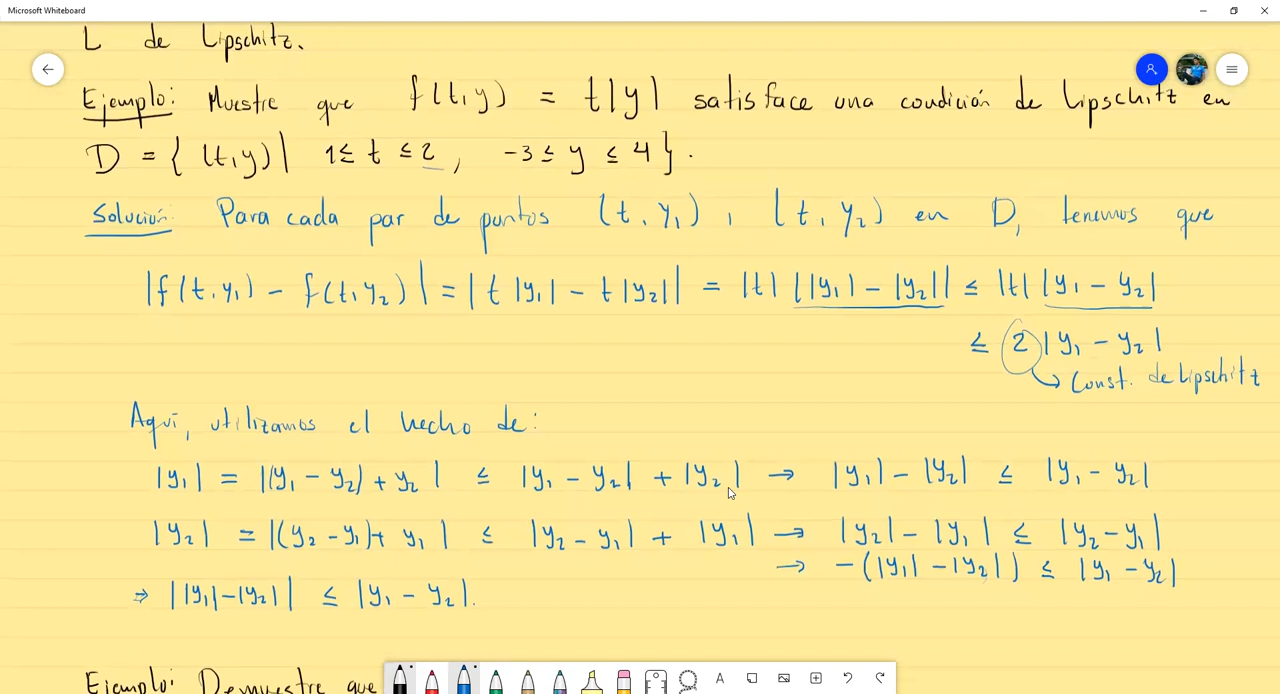 Microsoft Whiteboard
L de Lipschitz.
Ejemplo: Muestre que f(t,y) = t|y| satisface una condición de Lipschitz en
D = { (t,y) | 1 ≤ t ≤ 2, -3 ≤ y ≤ 4 }.
Solución: Para cada par de puntos (t, y₁), (t, y₂) en D, tenemos que
|f(t,y₁) - f(t,y₂)| = |t|y₁| - t|y₂|| = |t| ||y₁| - |y₂|| ≤ |t| |y₁ - y₂|
≤ 2|y₁ - y₂|
↳ Const. de Lipschitz
Aquí, utilizamos el hecho de:
|y₁| = |(y₁ - y₂) + y₂| ≤ |y₁ - y₂| + |y₂| → |y₁| - |y₂| ≤ |y₁ - y₂|
|y₂| = |(y₂ - y₁) + y₁| ≤ |y₂ - y₁| + |y₁| → |y₂| - |y₁| ≤ |y₂ - y₁|
→ -(|y₁| - |y₂|) ≤ |y₁ - y₂|
⇒ ||y₁| - |y₂|| ≤ |y₁ - y₂|.
Ejemplo: Demuestre que
A